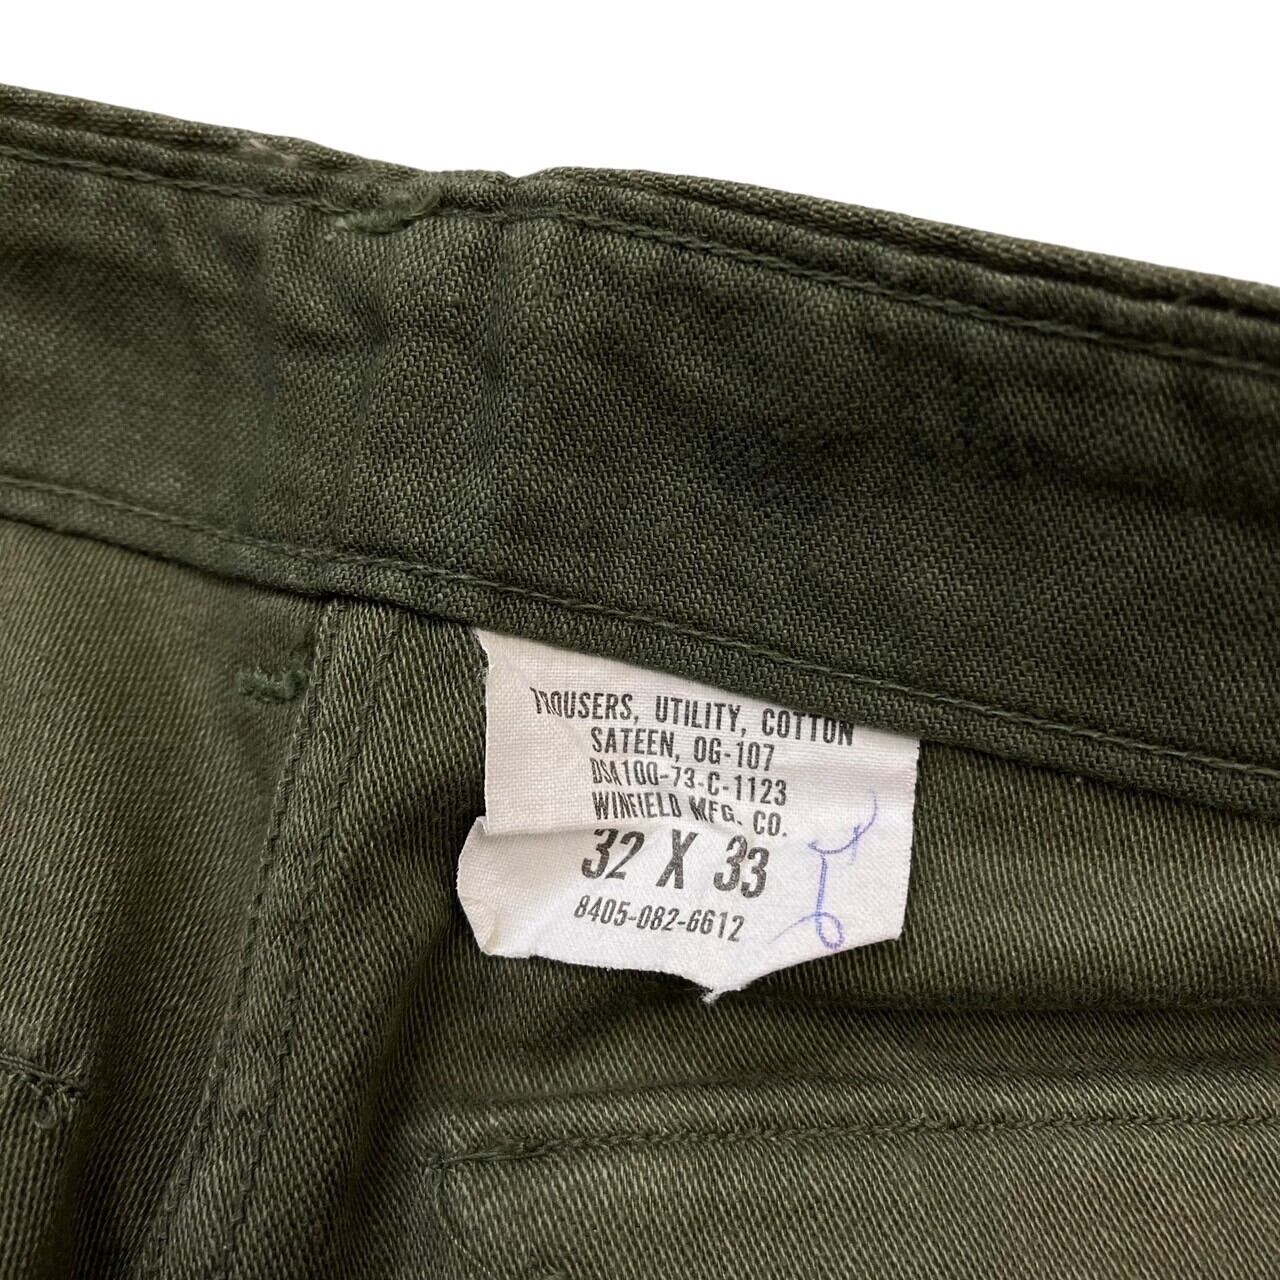 TROUSERS, UTILITY, COTTON
SATEEN, OG-107
DSA100-73-C-1123
WINFIELD MFG. CO.
32 X 33
8405-082-6612